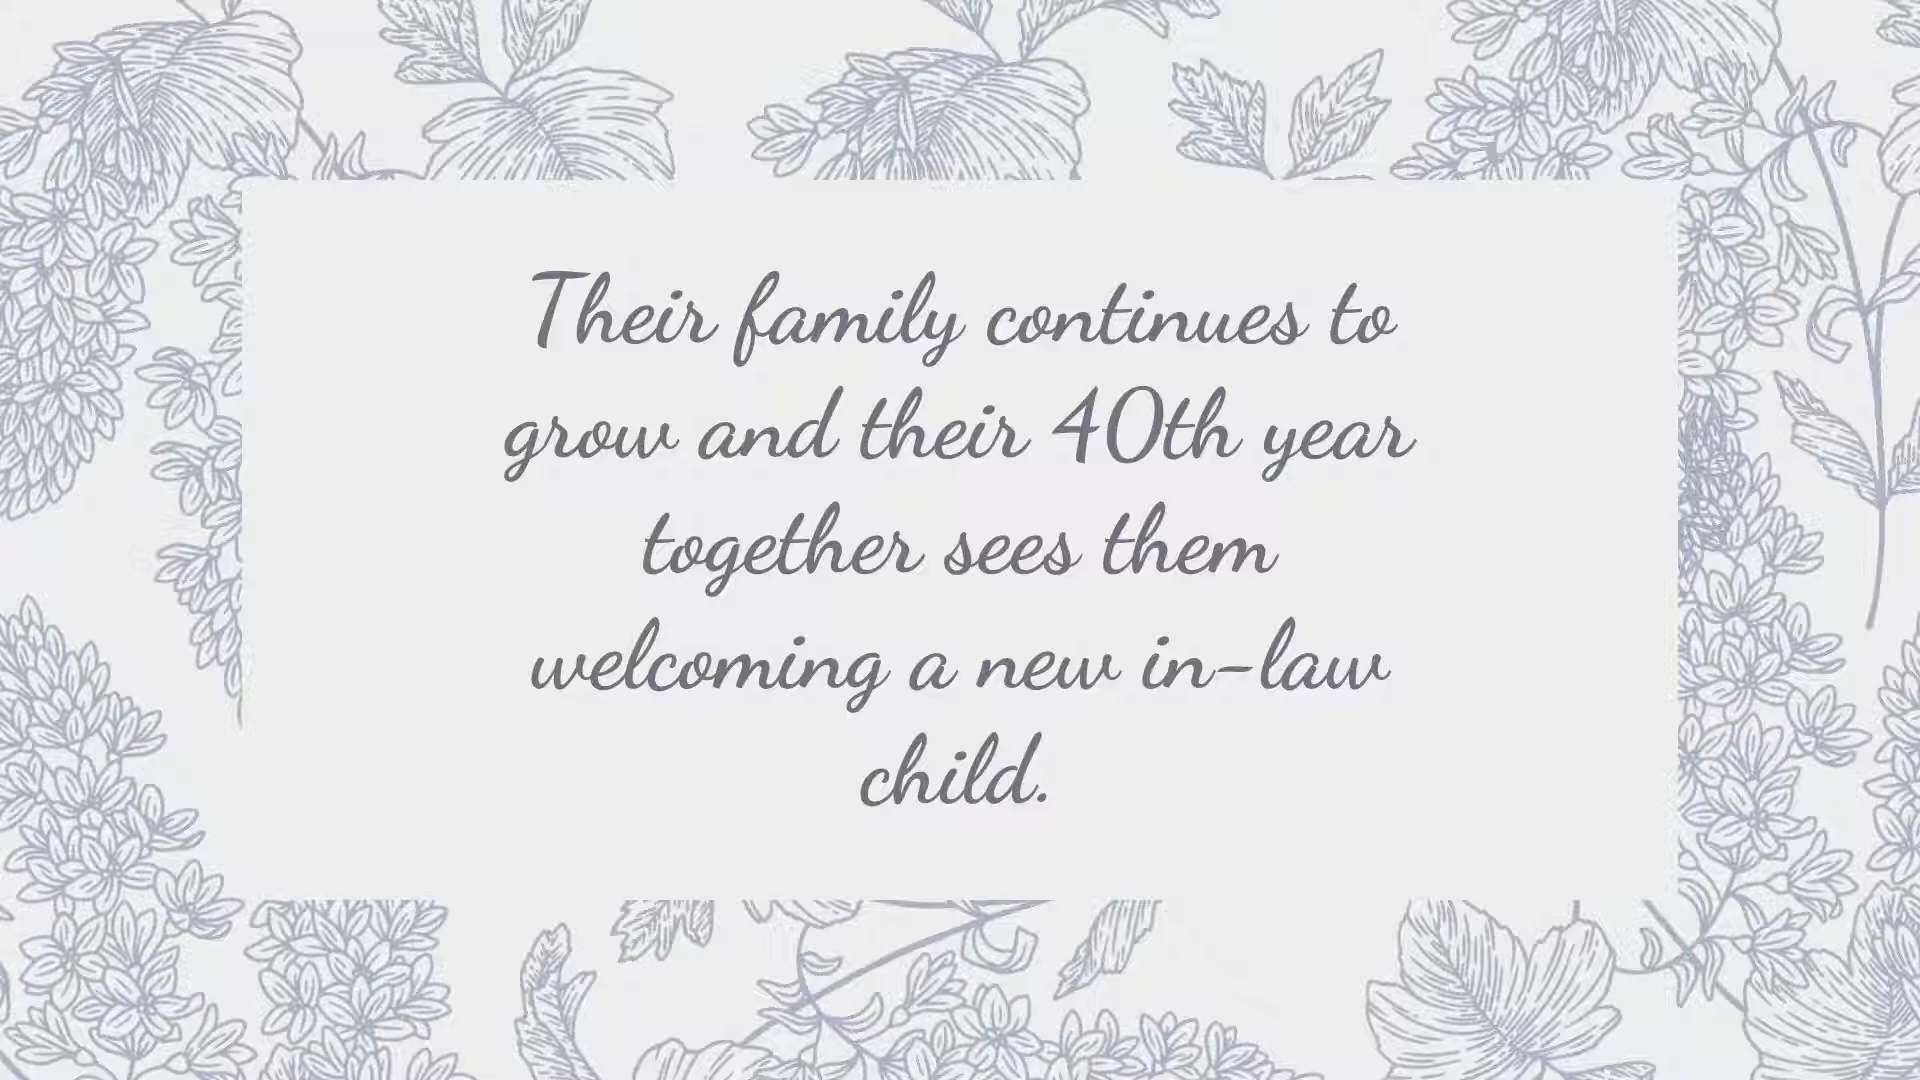 Their family continues to
grow and their 40th year
together sees them
welcoming a new in-law
child.